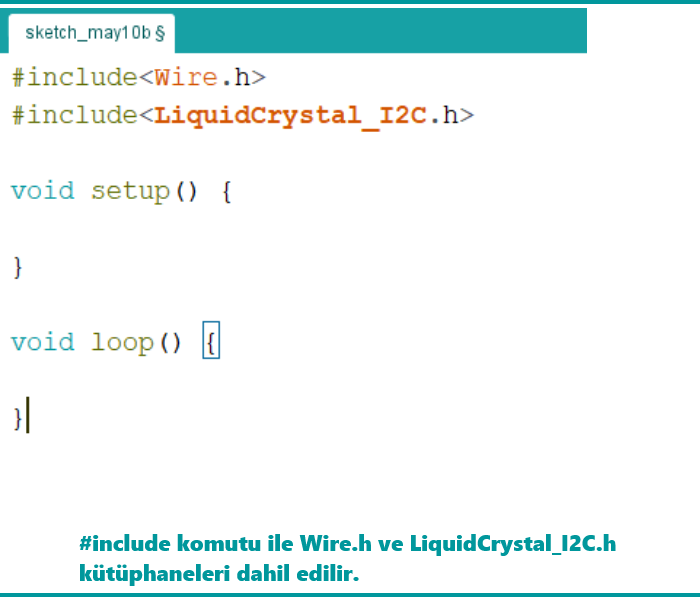 sketch_may10b §
#include<Wire.h>
#include<LiquidCrystal_I2C.h>
void setup() {
}
void loop() {
}
#include komutu ile Wire.h ve LiquidCrystal_I2C.h
kütüphaneleri dahil edilir.